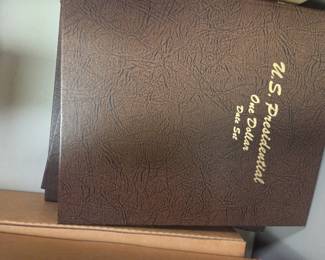 U.S. Presidential
One Dollar
Date Set